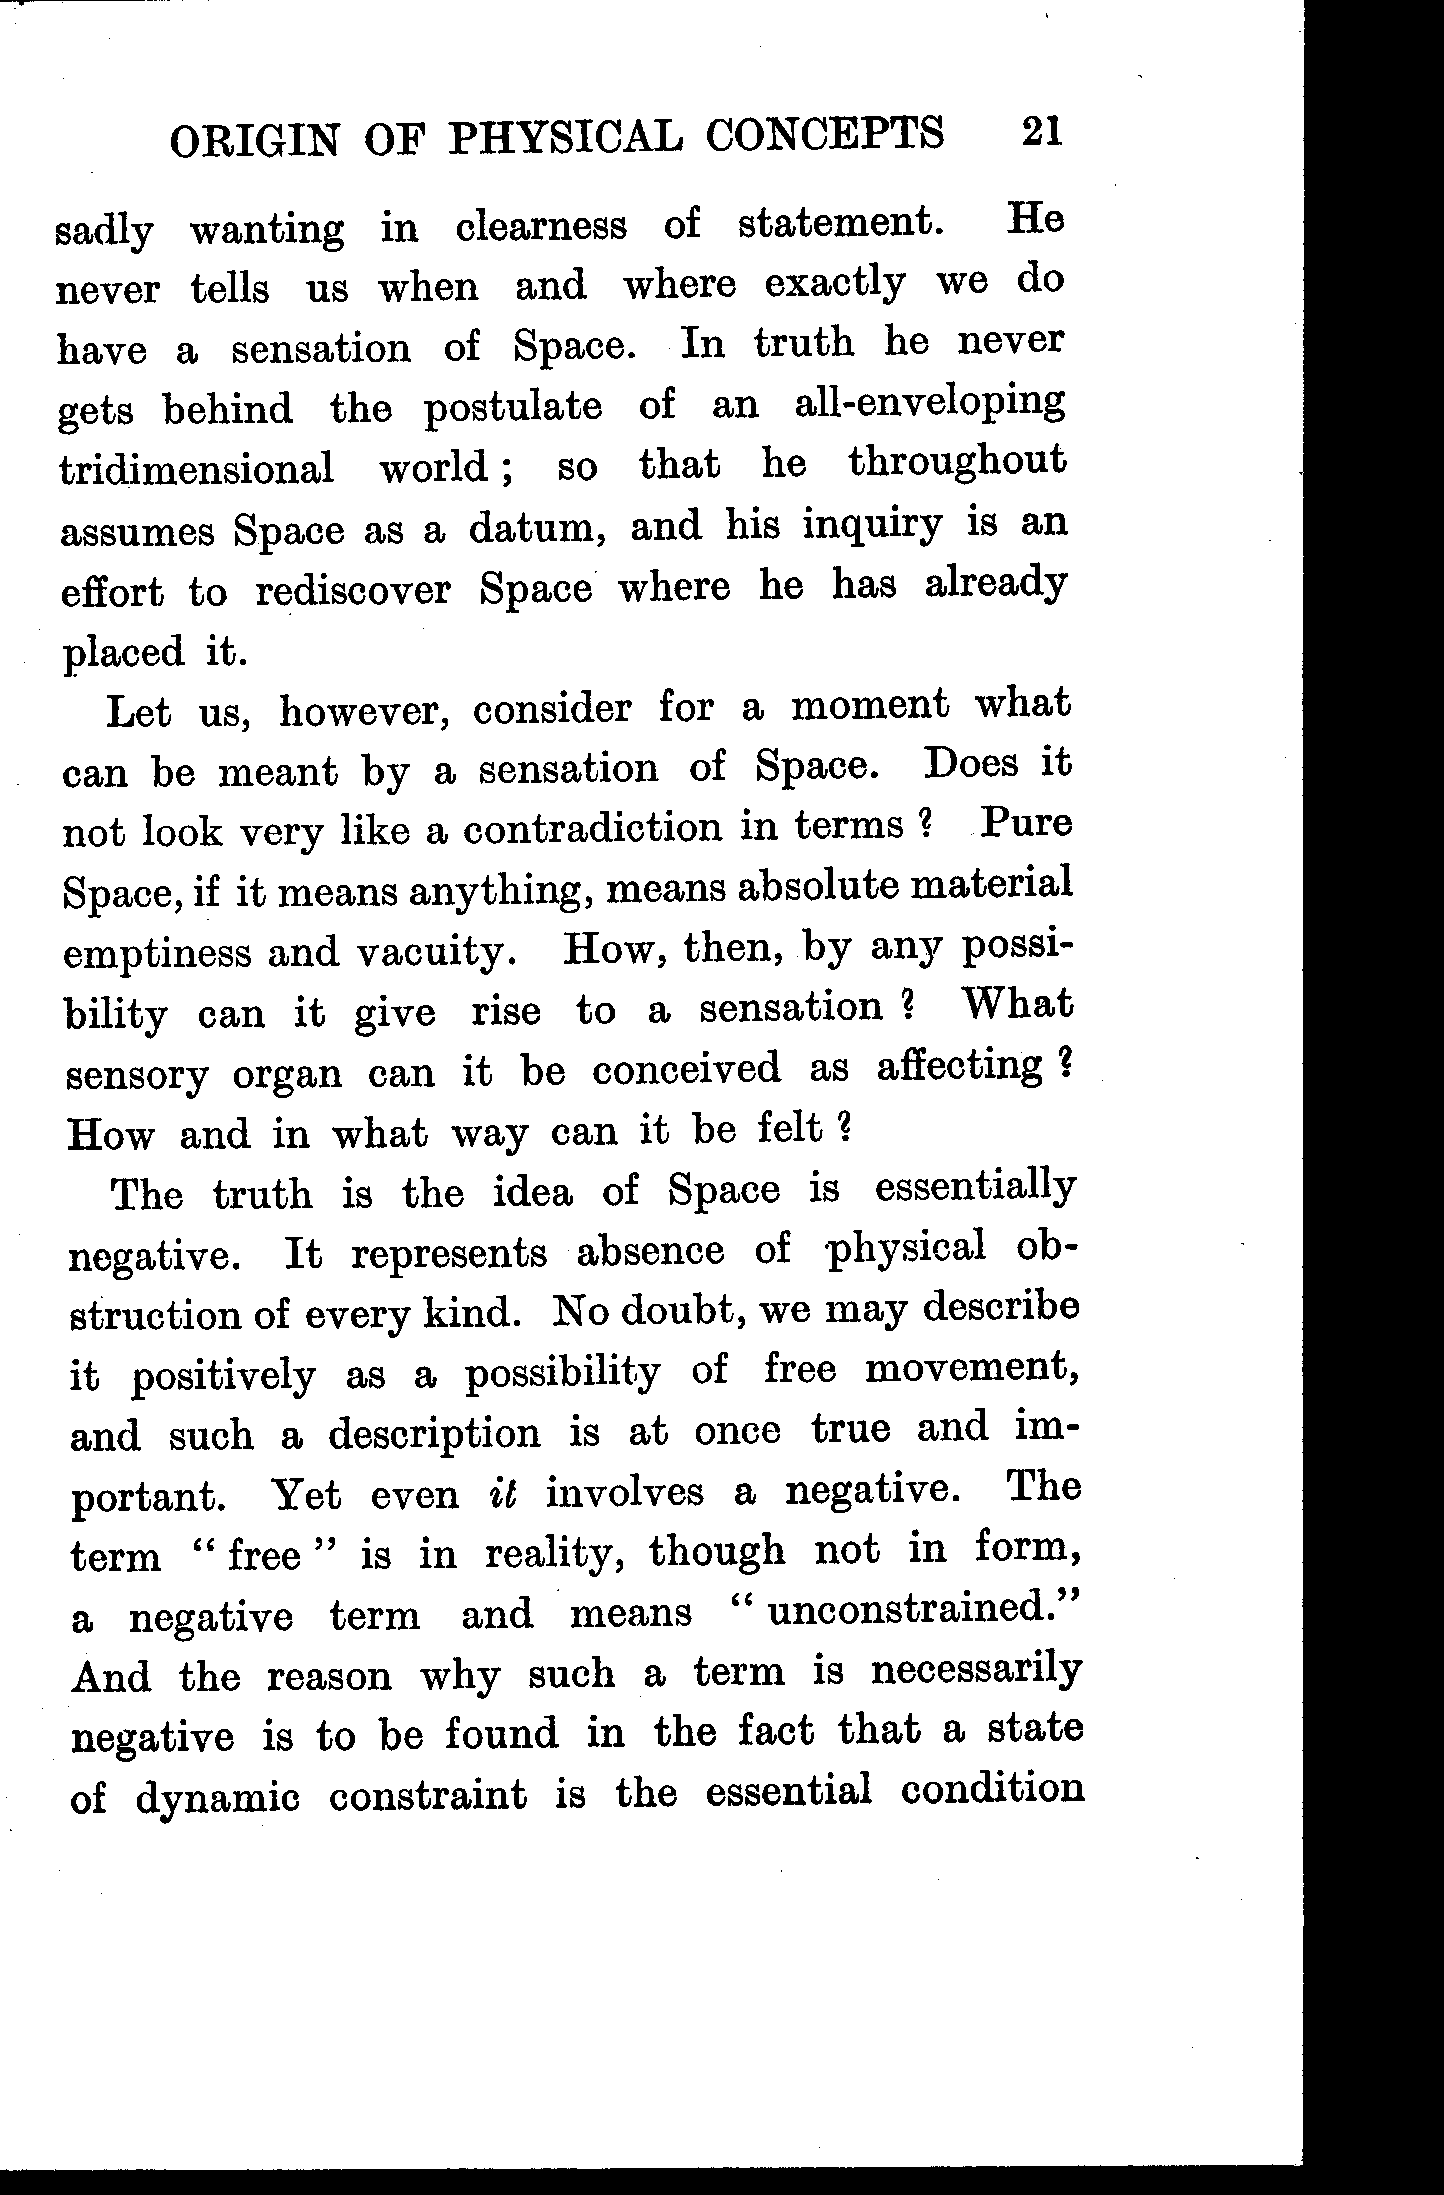 ORIGIN OF PHYSICAL CONCEPTS 21
sadly wanting in clearness of statement. He
never tells us when and where exactly we do
have a sensation of Space. In truth he never
gets behind the postulate of an all-enveloping
tridimensional world ; so that he throughout
assumes Space as a datum, and his inquiry is an
effort to rediscover Space where he has already
placed it.
Let us, however, consider for a moment what
can be meant by a sensation of Space. Does it
not look very like a contradiction in terms ? Pure
Space, if it means anything, means absolute material
emptiness and vacuity. How, then, by any possi-
bility can it give rise to a sensation ? What
sensory organ can it be conceived as affecting ?
How and in what way can it be felt ?
The truth is the idea of Space is essentially
negative. It represents absence of physical ob-
struction of every kind. No doubt, we may describe
it positively as a possibility of free movement,
and such a description is at once true and im-
portant. Yet even it involves a negative. The
term " free " is in reality, though not in form,
a negative term and means " unconstrained."
And the reason why such a term is necessarily
negative is to be found in the fact that a state
of dynamic constraint is the essential condition